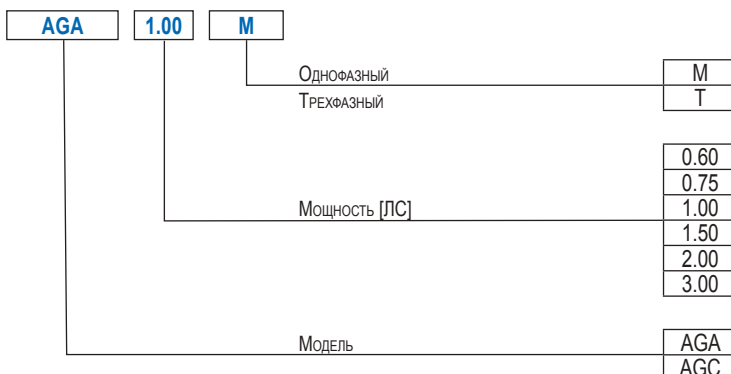 AGA 1.00 M
Однофазный M
Трехфазный T
0.60
0.75
Мощность [ЛС] 1.00
1.50
2.00
3.00
Модель AGA
AGC